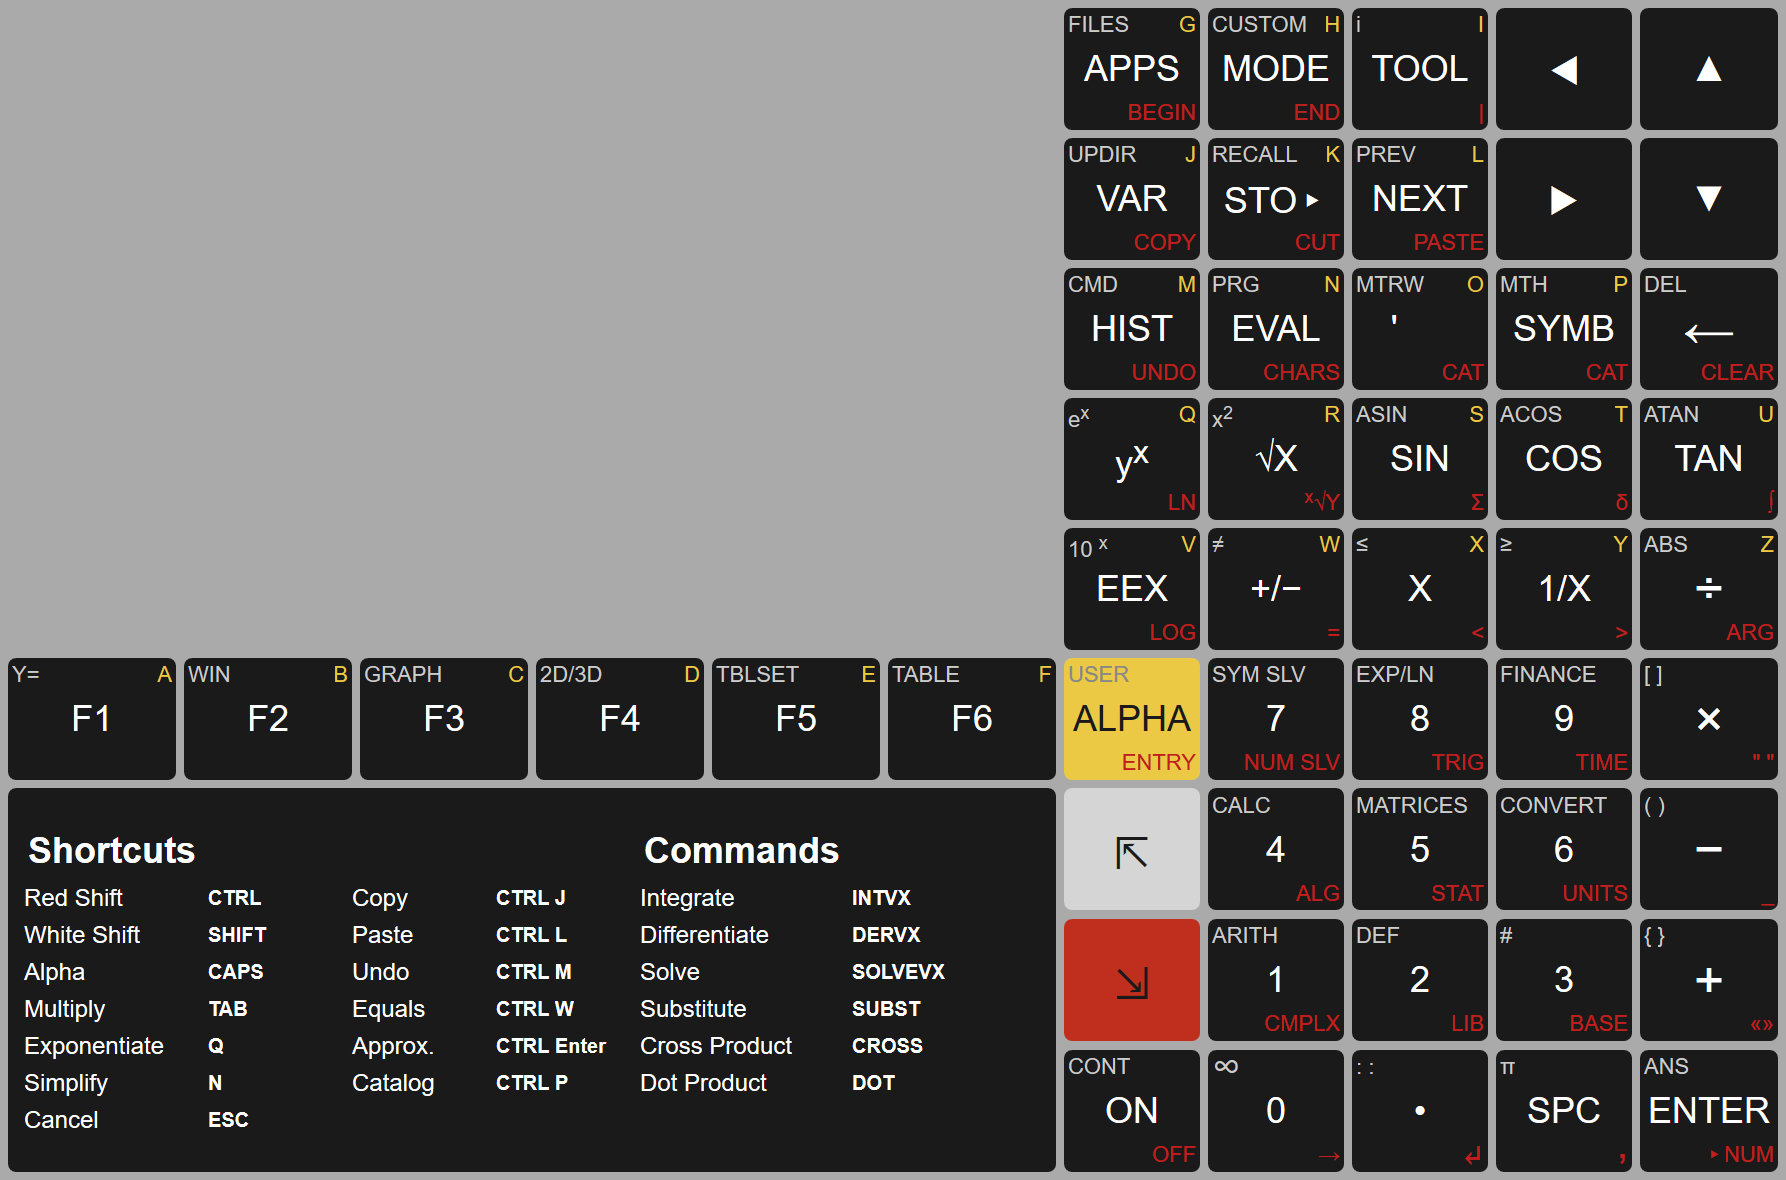 FILES G CUSTOM H i I
APPS MODE TOOL ◀ ▲
BEGIN END |
UPDIR J RECALL K PREV L
VAR STO ▸ NEXT ▶ ▼
COPY CUT PASTE
CMD M PRG N MTRW O MTH P DEL
HIST EVAL ' SYMB ←
UNDO CHARS CAT CAT CLEAR
eˣ Q x² R ASIN S ACOS T ATAN U
yˣ √X SIN COS TAN
LN ˣ√Y Σ δ ∫
10 ˣ V ≠ W ≤ X ≥ Y ABS Z
EEX +/− X 1/X ÷
LOG = < > ARG
Y= A WIN B GRAPH C 2D/3D D TBLSET E TABLE F USER SYM SLV EXP/LN FINANCE [ ]
F1 F2 F3 F4 F5 F6 ALPHA 7 8 9 ×
ENTRY NUM SLV TRIG TIME " "
CALC MATRICES CONVERT ( )
⇱ 4 5 6 −
ALG STAT UNITS _
ARITH DEF # { }
⇲ 1 2 3 +
CMPLX LIB BASE «»
CONT ∞ : : π ANS
ON 0 • SPC ENTER
OFF → ↲ , ▸ NUM
Shortcuts Commands
Red Shift CTRL Copy CTRL J Integrate INTVX
White Shift SHIFT Paste CTRL L Differentiate DERVX
Alpha CAPS Undo CTRL M Solve SOLVEVX
Multiply TAB Equals CTRL W Substitute SUBST
Exponentiate Q Approx. CTRL Enter Cross Product CROSS
Simplify N Catalog CTRL P Dot Product DOT
Cancel ESC